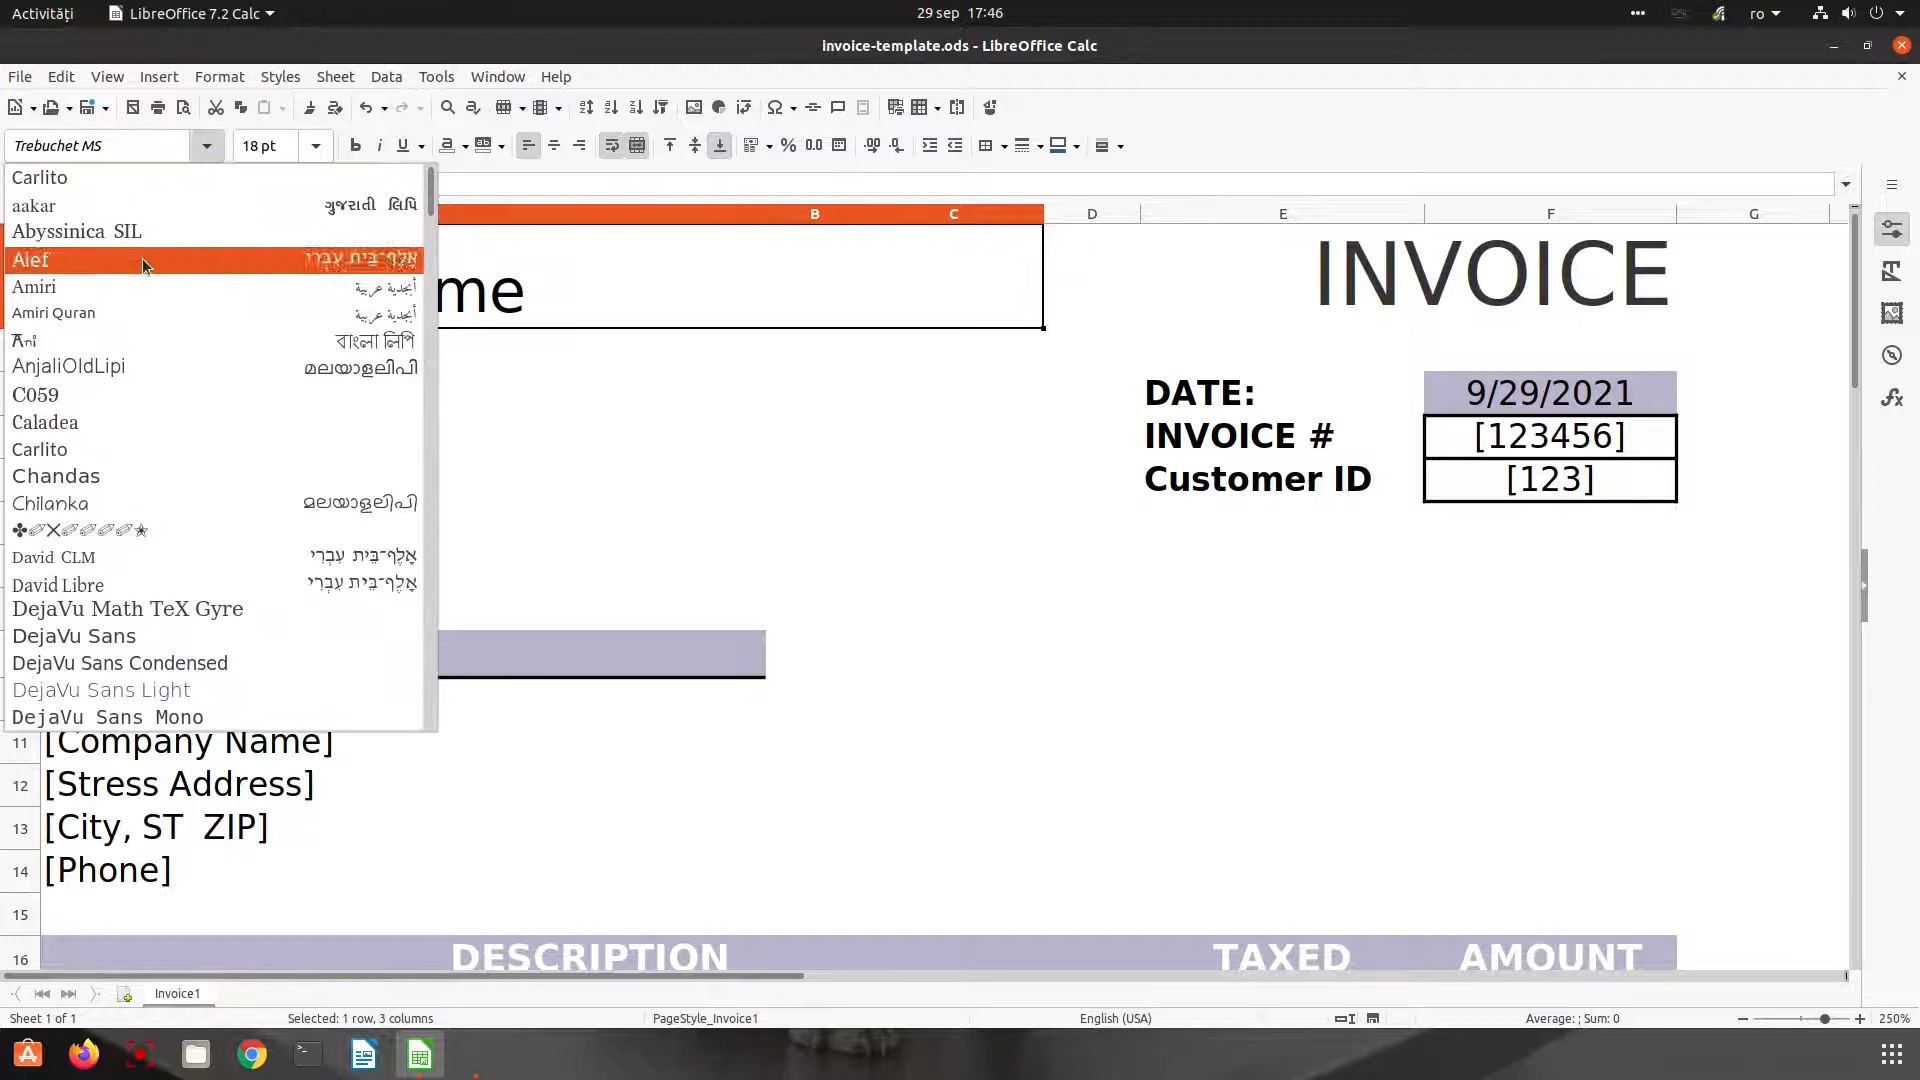 Activități
LibreOffice 7.2 Calc
29 sep 17:46
ro
invoice-template.ods - LibreOffice Calc
File Edit View Insert Format Styles Sheet Data Tools Window Help
Trebuchet MS
18 pt
Carlito
aakar ગુજરાતી લિપિ
Abyssinica SIL
Alef אָלֶף־בֵּית עִבְרִי
Amiri أبجدية عربية
Amiri Quran أبجدية عربية
Ani বাংলা লিপি
AnjaliOldLipi മലയാളലിപി
C059
Caladea
Carlito
Chandas
Chilanka മലയാളലിപി
David CLM אָלֶף־בֵּית עִבְרִי
David Libre אָלֶף־בֵּית עִבְרִי
DejaVu Math TeX Gyre
DejaVu Sans
DejaVu Sans Condensed
DejaVu Sans Light
DejaVu Sans Mono
B C D E F G
me
INVOICE
DATE: 9/29/2021
INVOICE # [123456]
Customer ID [123]
11 [Company Name]
12 [Stress Address]
13 [City, ST ZIP]
14 [Phone]
15
16 DESCRIPTION TAXED AMOUNT
Invoice1
Sheet 1 of 1
Selected: 1 row, 3 columns
PageStyle_Invoice1
English (USA)
Average: ; Sum: 0
250%